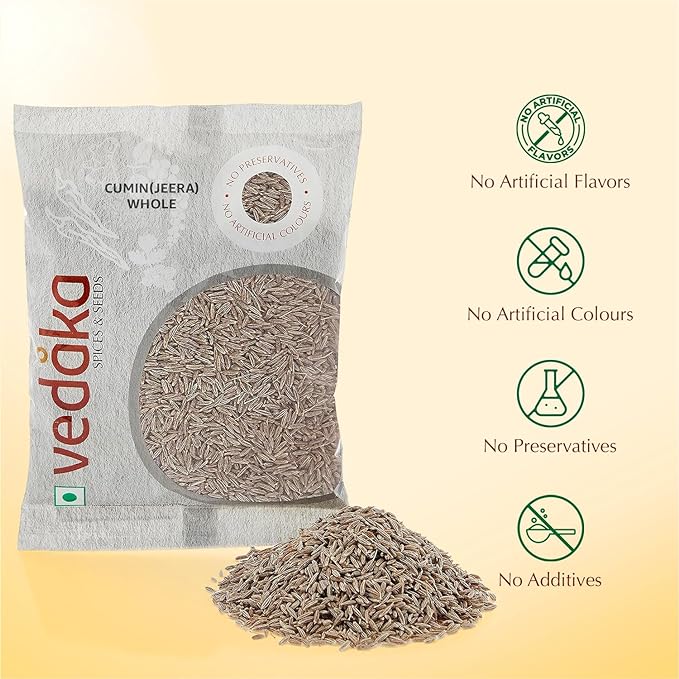 CUMIN(JEERA)
WHOLE
• NO PRESERVATIVES •
NO ARTIFICIAL COLOURS
vedāka
SPICES & SEEDS
NO ARTIFICIAL
FLAVORS
No Artificial Flavors
No Artificial Colours
No Preservatives
No Additives